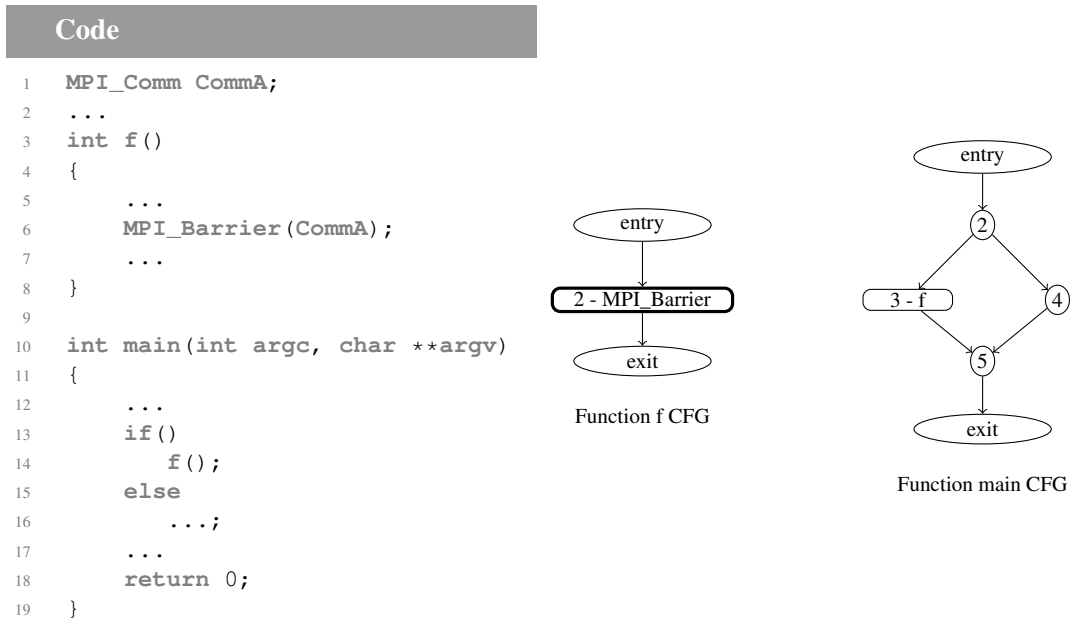 Code
1 MPI_Comm CommA;
2 ...
3 int f()
4 {
5 ...
6 MPI_Barrier(CommA);
7 ...
8 }
9
10 int main(int argc, char **argv)
11 {
12 ...
13 if()
14 f();
15 else
16 ...;
17 ...
18 return 0;
19 }
entry
2 - MPI_Barrier
exit
Function f CFG
entry
2
3 - f
4
5
exit
Function main CFG